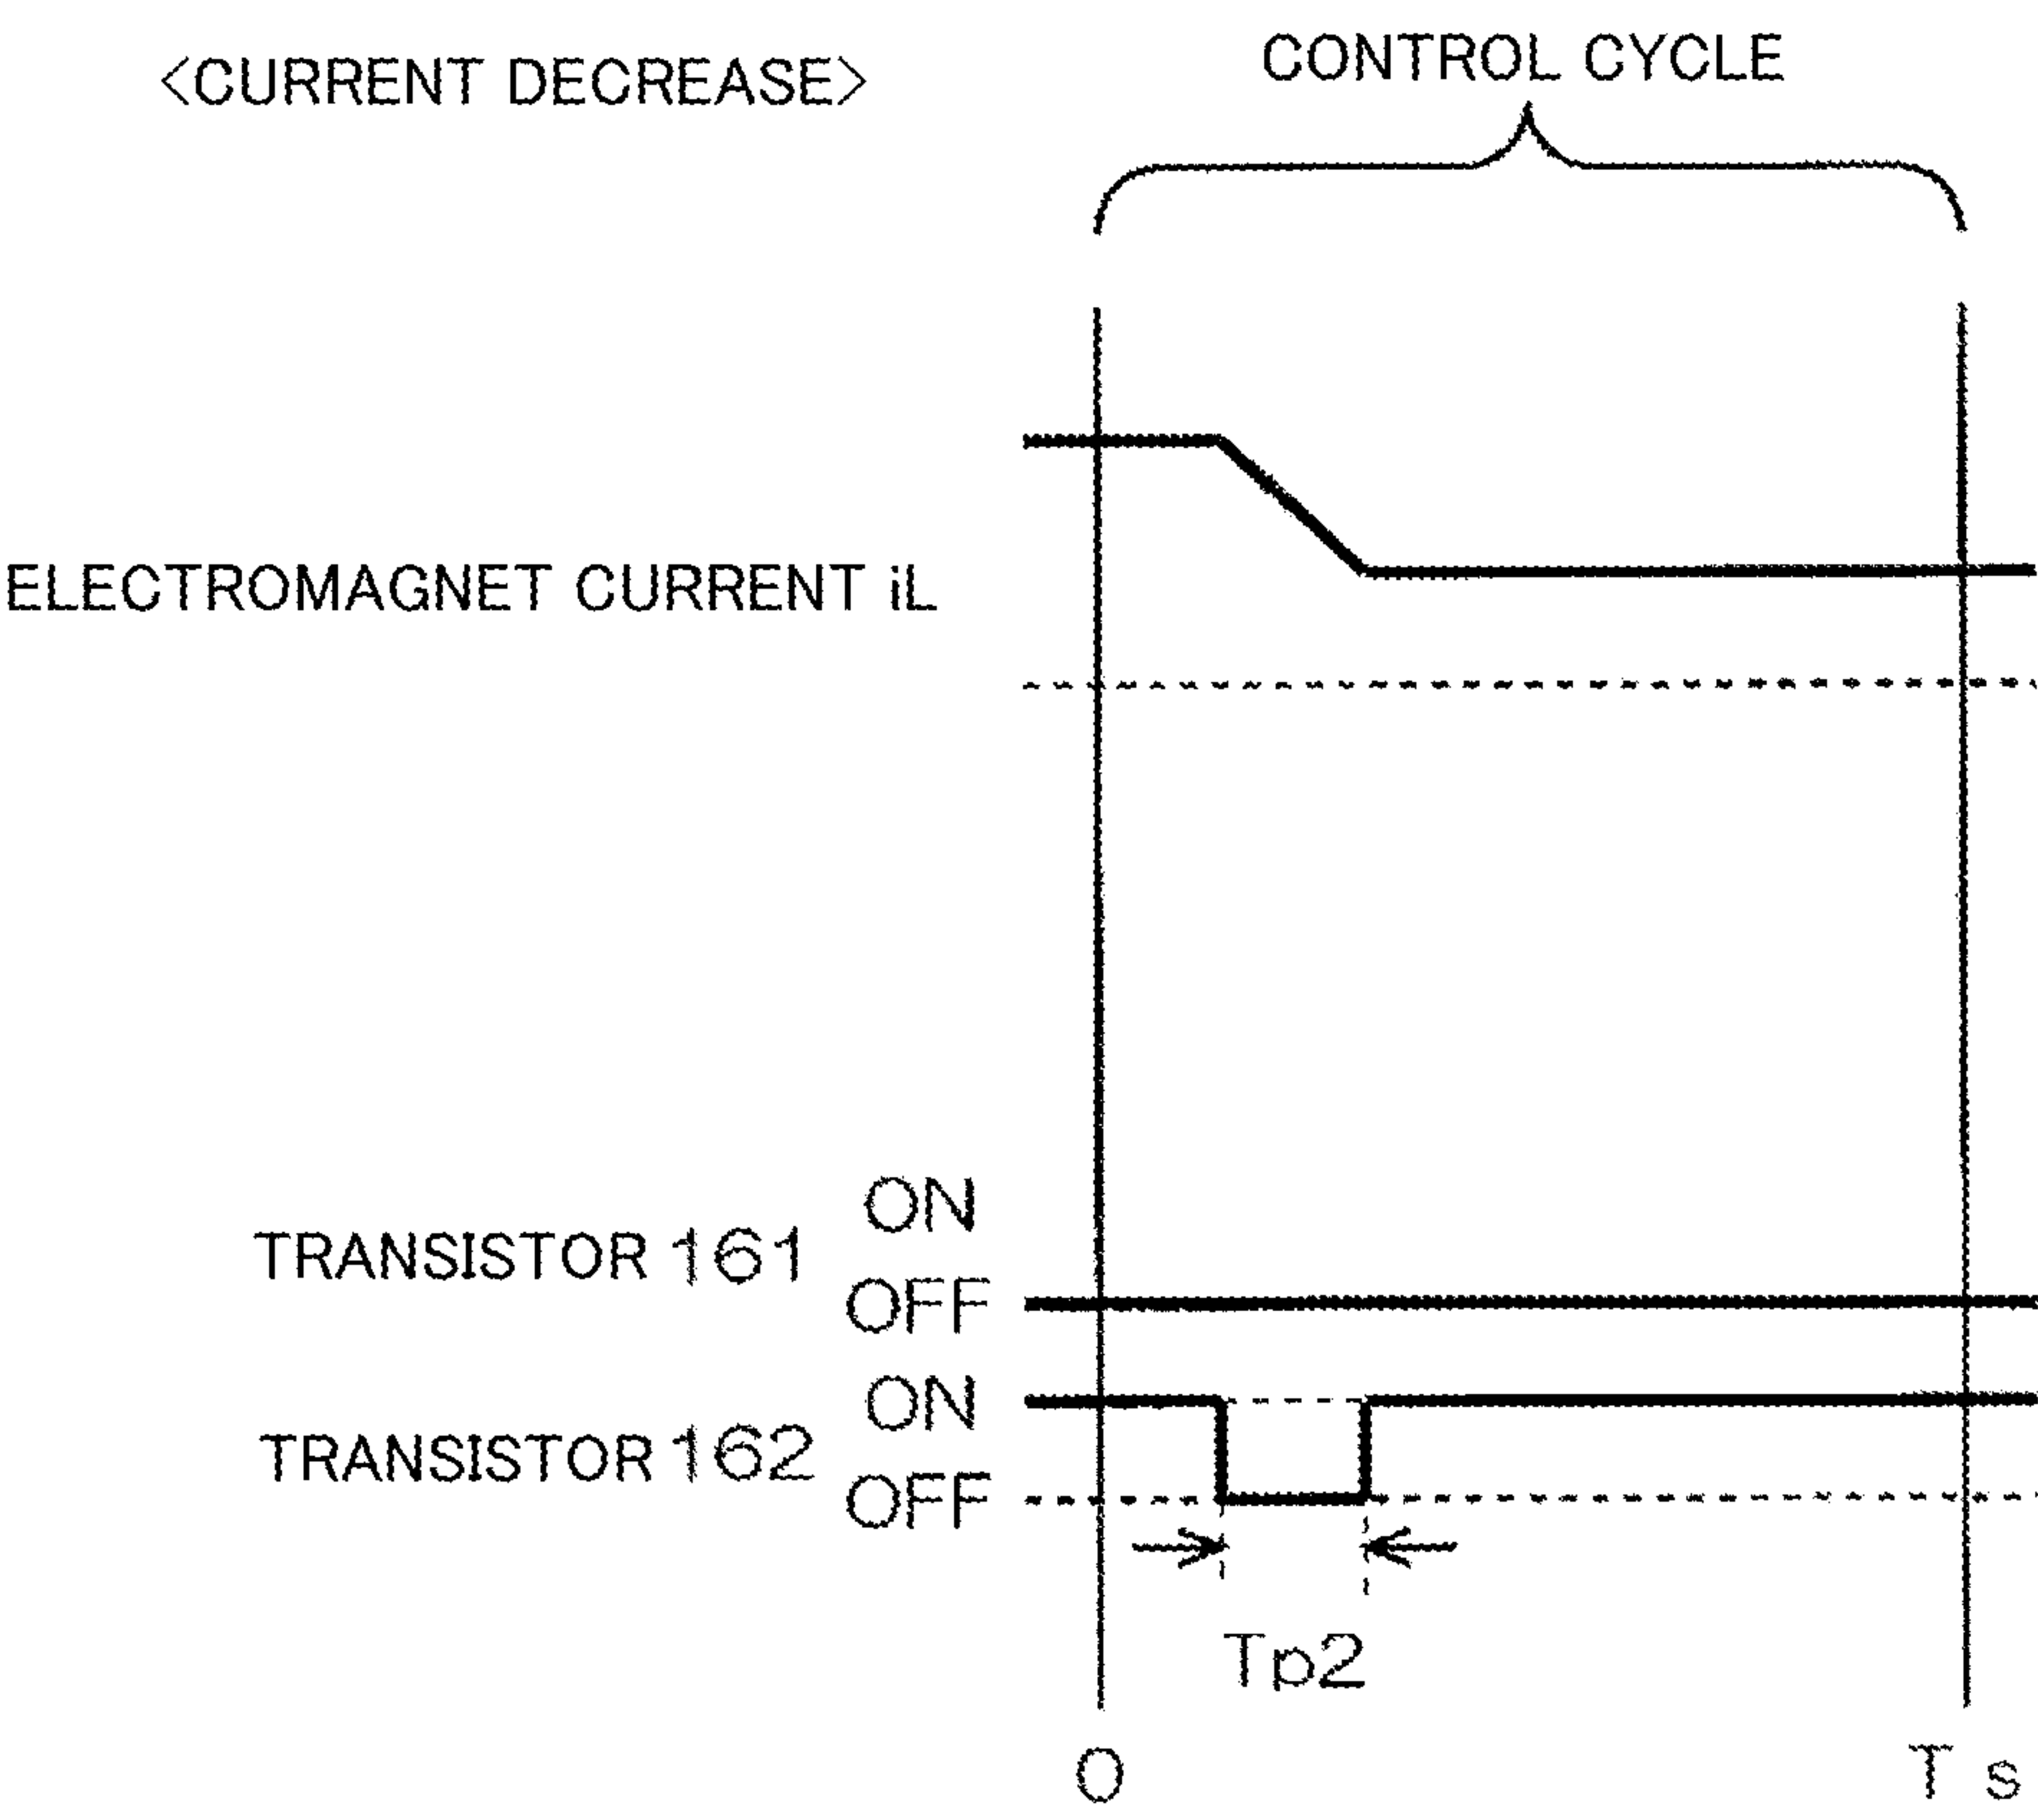 <CURRENT DECREASE>
CONTROL CYCLE
ELECTROMAGNET CURRENT iL
TRANSISTOR 161
ON
OFF
TRANSISTOR 162
ON
OFF
Tp2
0
Ts